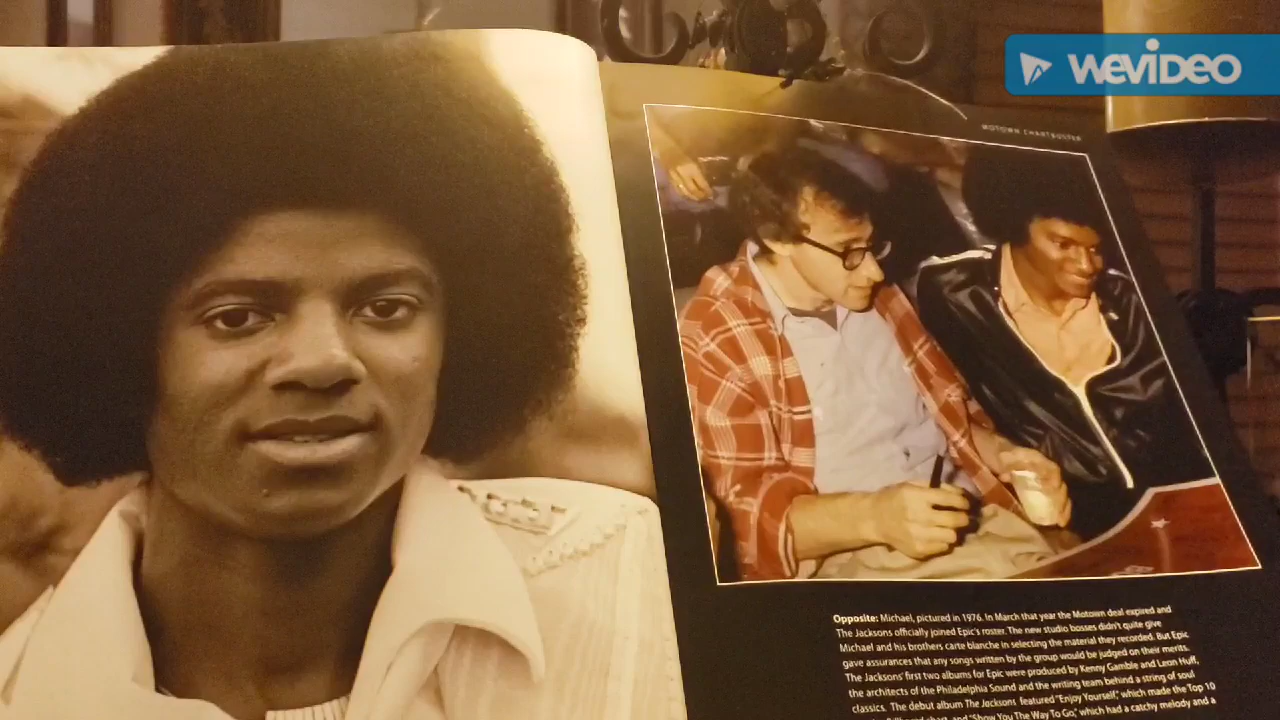 WEVIDEO
MOTOWN CHARTBUSTER
Opposite: Michael, pictured in 1976. In March that year the Motown deal expired and
The Jacksons officially joined Epic's roster. The new studio bosses didn't quite give
Michael and his brothers carte blanche in selecting the material they recorded. But Epic
gave assurances that any songs written by the group would be judged on their merits.
The Jacksons' first two albums for Epic were produced by Kenny Gamble and Leon Huff,
the architects of the Philadelphia Sound and the writing team behind a string of soul
classics. The debut album The Jacksons featured "Enjoy Yourself," which made the Top 10
chart, and "Show You The Way To Go," which had a catchy melody and a